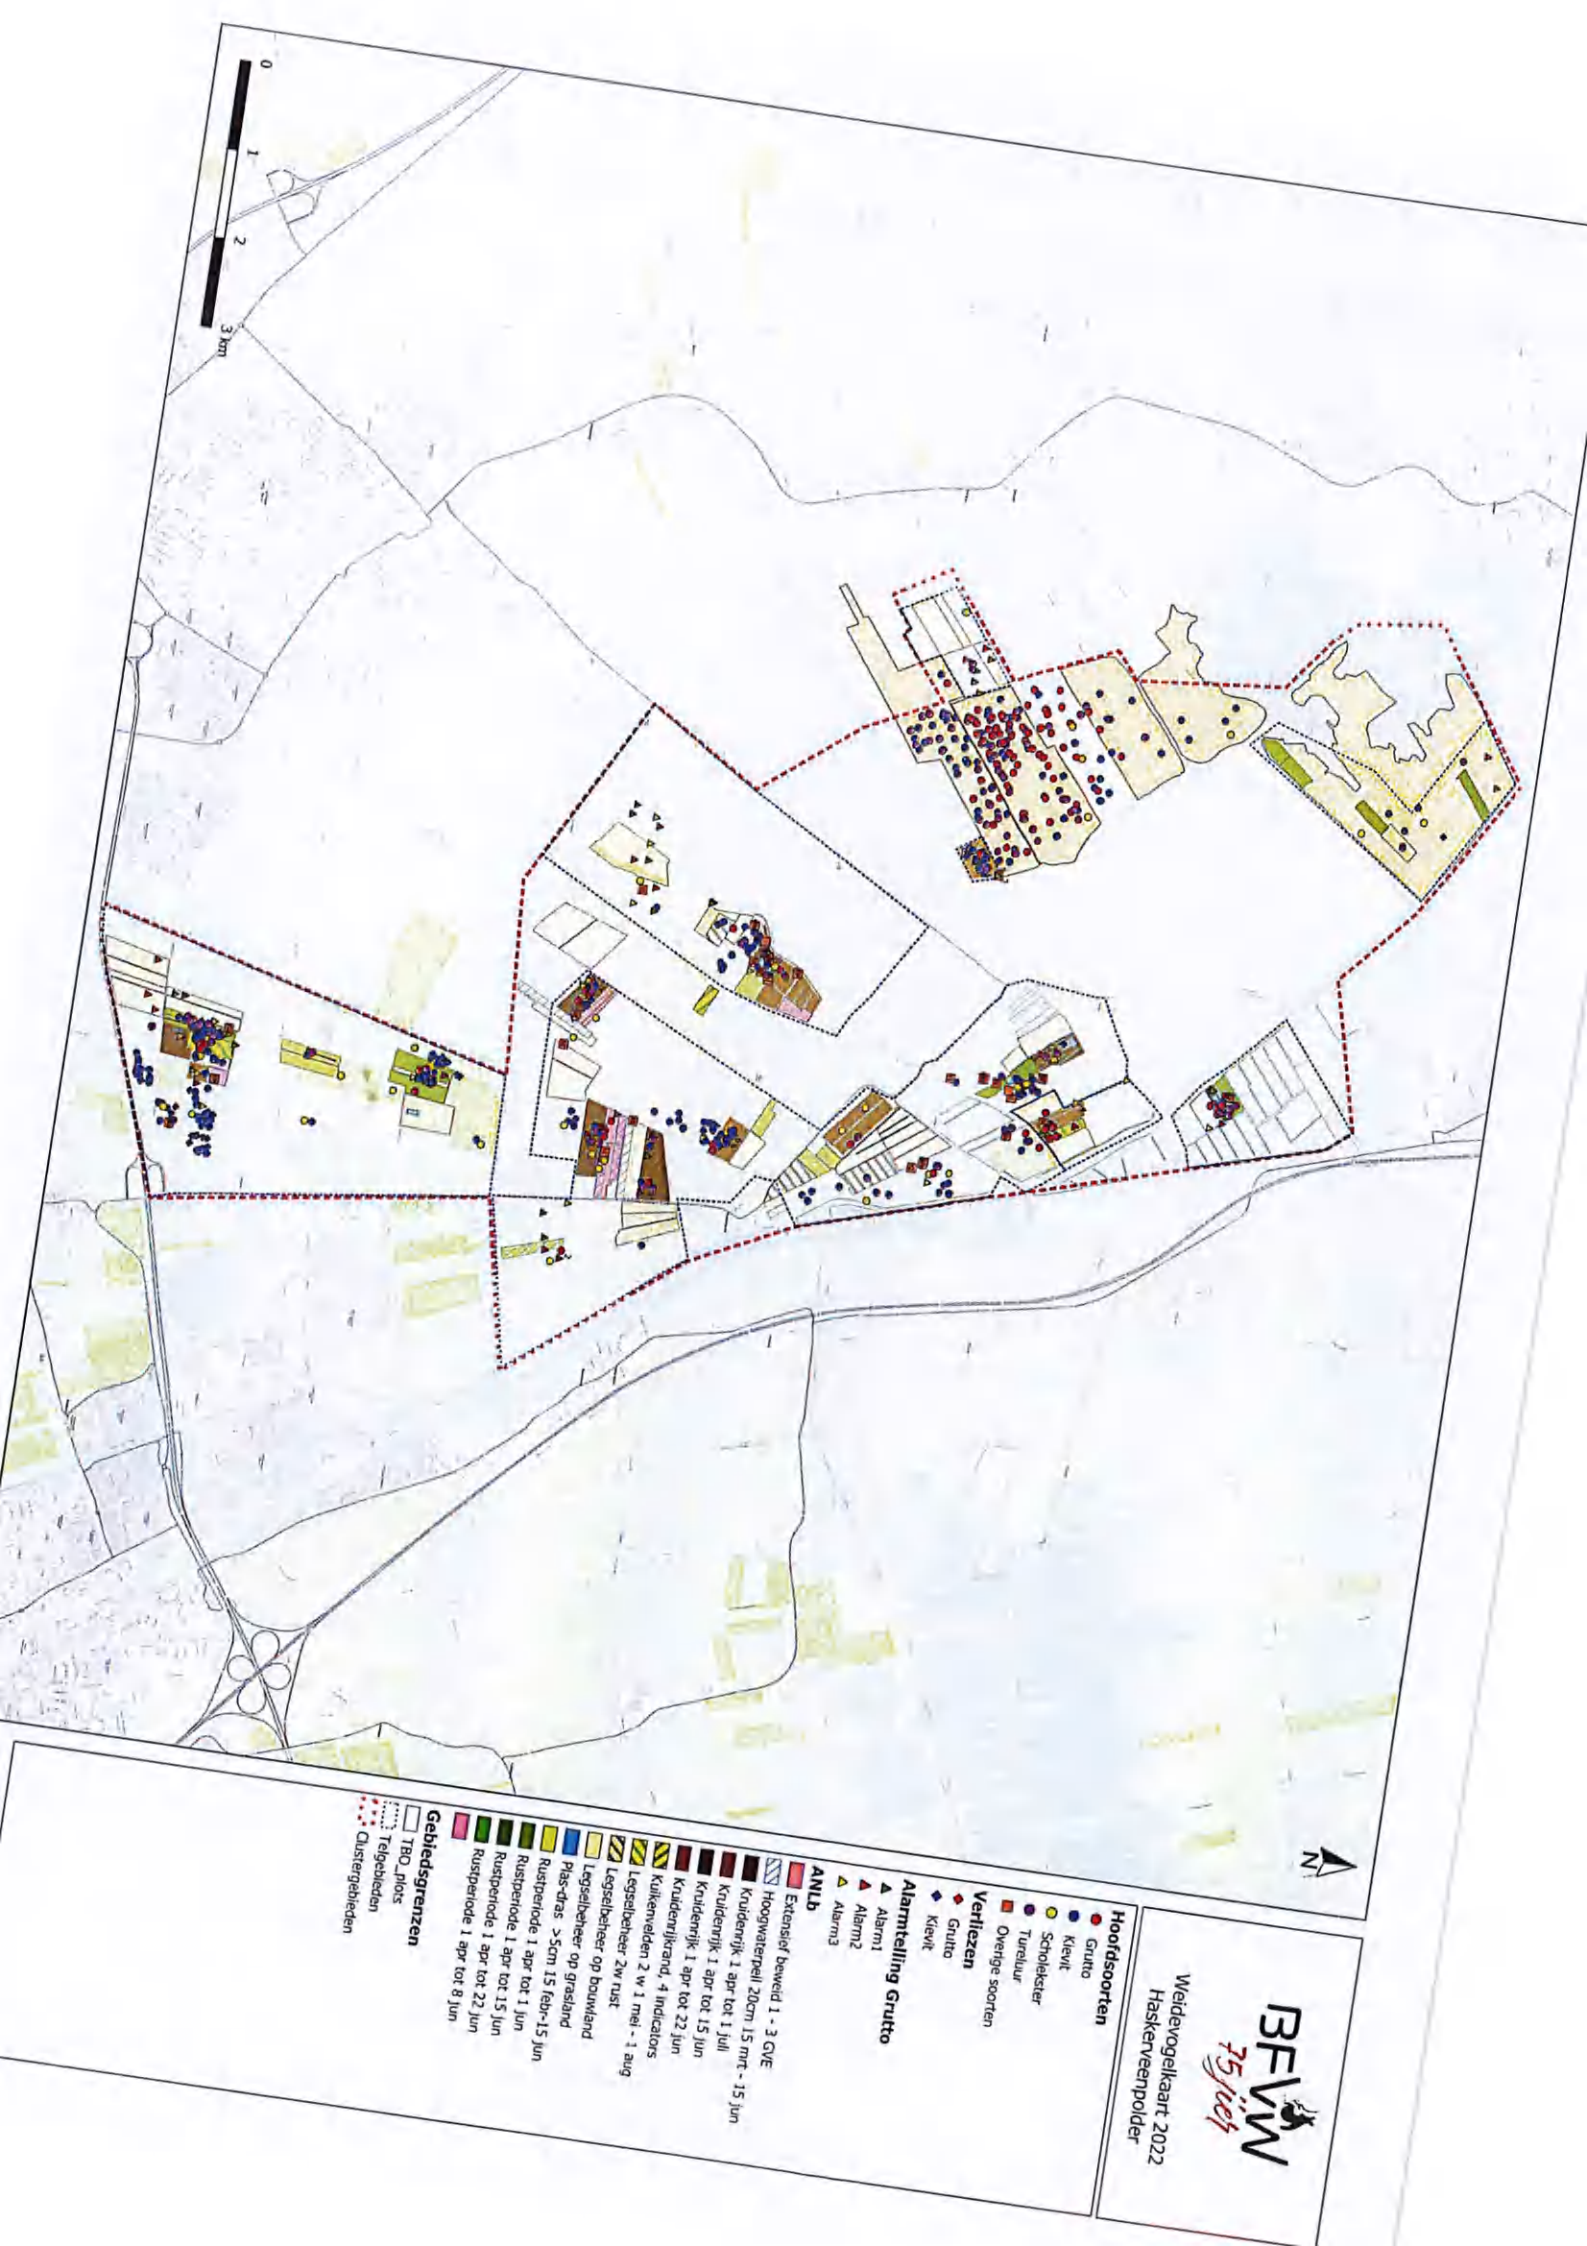 BFVW
75 jier
Weidevogelkaart 2022
Haskerveenpolder
Hoofdsoorten
Grutto
Kievit
Scholekster
Tureluur
Overige soorten
Verliezen
Grutto
Kievit
Alarmtelling Grutto
Alarm1
Alarm2
Alarm3
ANLb
Extensief beweid 1 - 3 GVE
Hoogwaterpeil 20cm 15 mrt - 15 jun
Kruidenrijk 1 apr tot 1 juli
Kruidenrijk 1 apr tot 15 jun
Kruidenrijk 1 apr tot 22 jun
Kruidenrijkrand, 4 indicators
Kuikenvelden 2 w 1 mei - 1 aug
Legselbeheer 2w rust
Legselbeheer op bouwland
Legselbeheer op grasland
Plas-dras >5cm 15 febr-15 jun
Rustperiode 1 apr tot 1 jun
Rustperiode 1 apr tot 15 jun
Rustperiode 1 apr tot 22 jun
Rustperiode 1 apr tot 8 jun
Gebiedsgrenzen
TBO_plots
Telgebieden
Clustergebieden
N
0
1
2
3 km